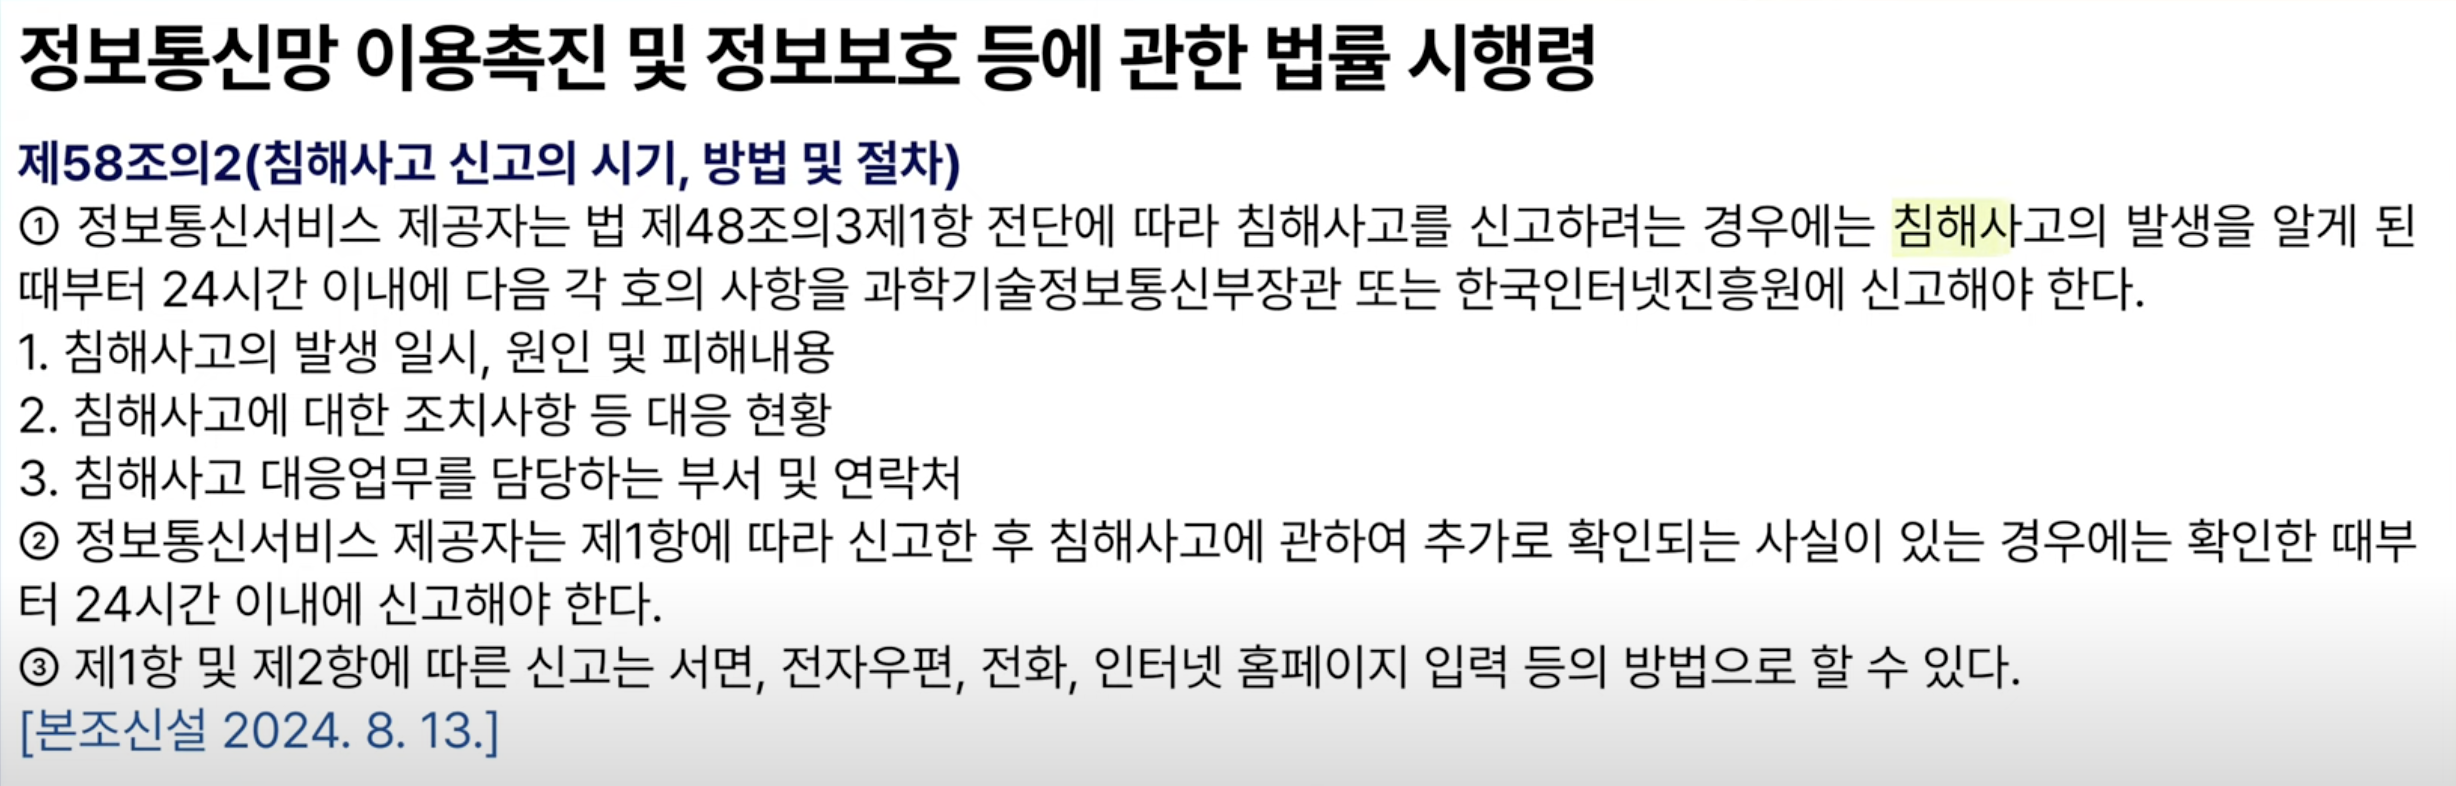 정보통신망 이용촉진 및 정보보호 등에 관한 법률 시행령
제58조의2(침해사고 신고의 시기, 방법 및 절차)
① 정보통신서비스 제공자는 법 제48조의3제1항 전단에 따라 침해사고를 신고하려는 경우에는 침해사고의 발생을 알게 된
때부터 24시간 이내에 다음 각 호의 사항을 과학기술정보통신부장관 또는 한국인터넷진흥원에 신고해야 한다.
1. 침해사고의 발생 일시, 원인 및 피해내용
2. 침해사고에 대한 조치사항 등 대응 현황
3. 침해사고 대응업무를 담당하는 부서 및 연락처
② 정보통신서비스 제공자는 제1항에 따라 신고한 후 침해사고에 관하여 추가로 확인되는 사실이 있는 경우에는 확인한 때부
터 24시간 이내에 신고해야 한다.
③ 제1항 및 제2항에 따른 신고는 서면, 전자우편, 전화, 인터넷 홈페이지 입력 등의 방법으로 할 수 있다.
[본조신설 2024. 8. 13.]